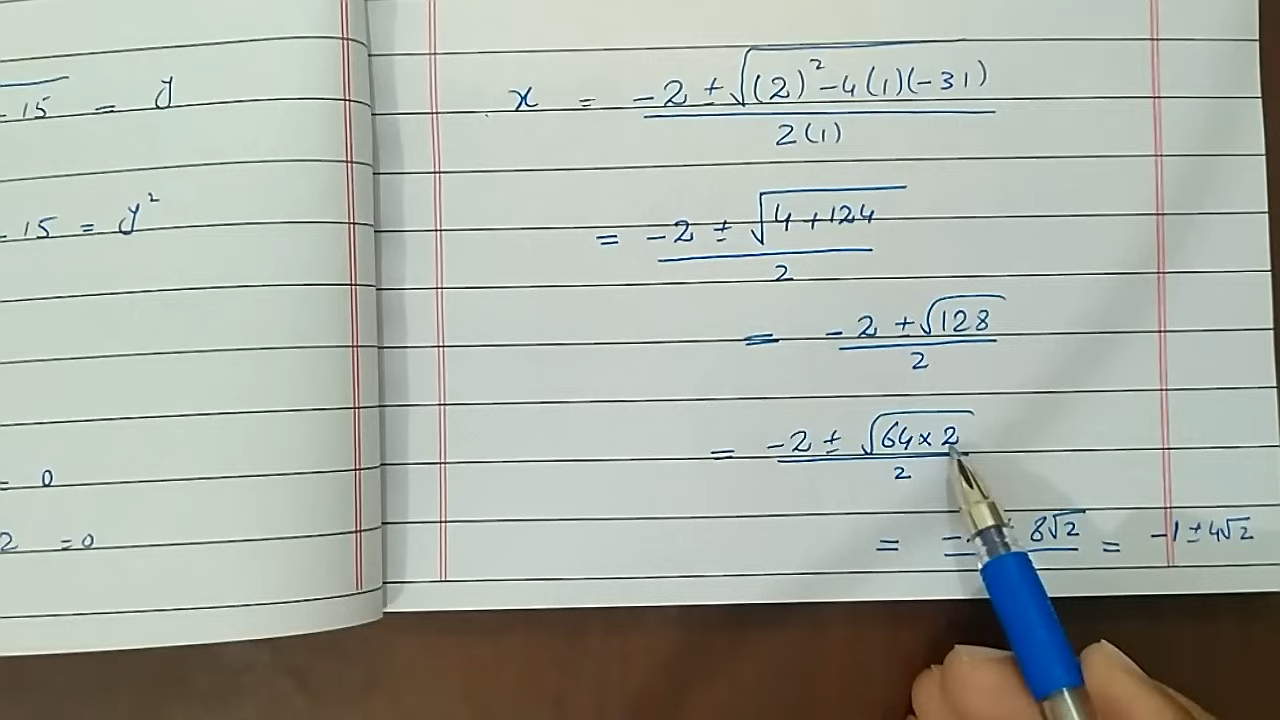 - 15 = y
- 15 = y²
= 0
2 = 0
x = -2 ± √(2)² - 4(1)(-31)
2(1)
= -2 ± √4 + 124
2
= -2 ± √128
2
= -2 ± √64 × 2
2
= - 8√2 = -1 ± 4√2